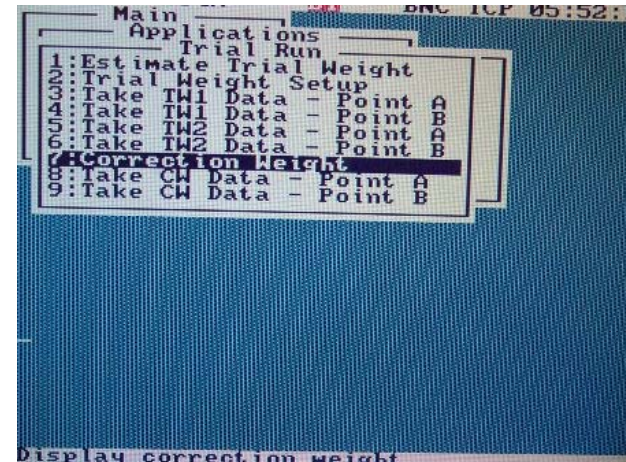 BNC ICP 05:52:
Main
Applications
Trial Run
1:Estimate Trial Weight
2:Trial Weight Setup
3:Take TW1 Data - Point A
4:Take TW1 Data - Point B
5:Take TW2 Data - Point A
6:Take TW2 Data - Point B
7:Correction Weight
8:Take CW Data - Point A
9:Take CW Data - Point B
Display correction weight